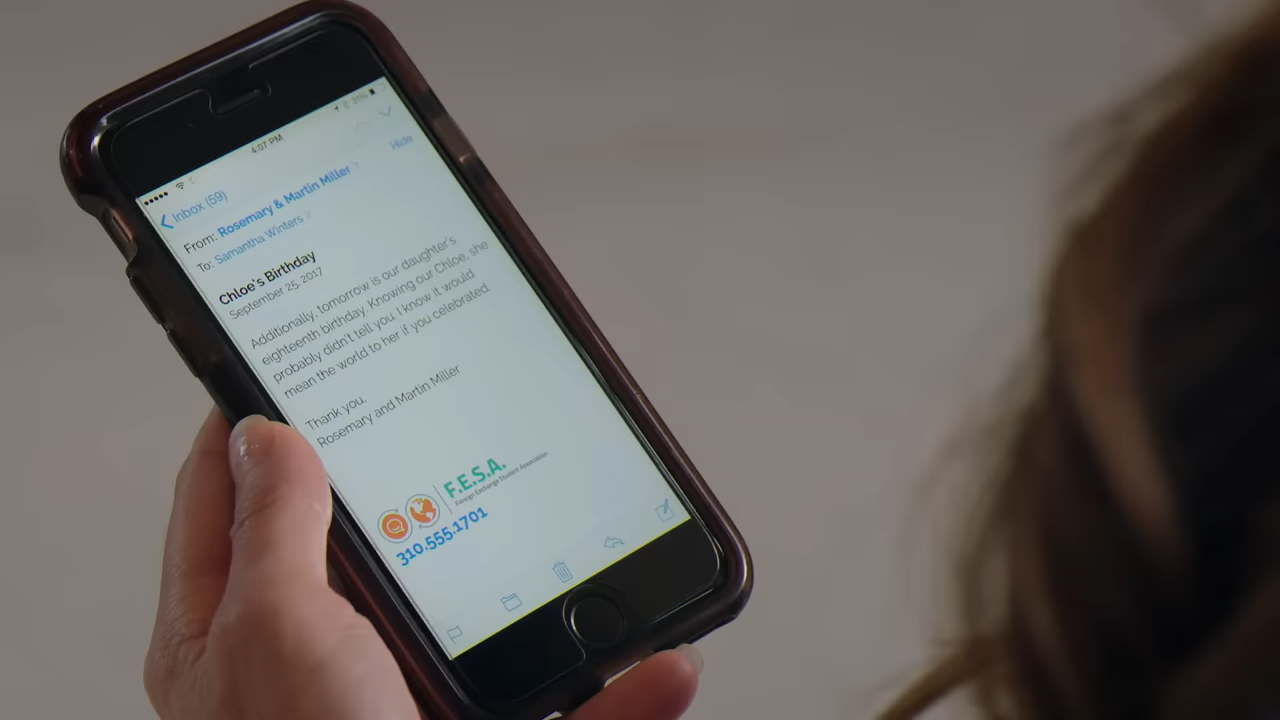 4:07 PM
31%
Inbox (59)
Hide
From: Rosemary & Martin Miller
To: Samantha Winters
Chloe's Birthday
September 25, 2017
Additionally, tomorrow is our daughter's
eighteenth birthday. Knowing our Chloe, she
probably didn't tell you. I know it would
mean the world to her if you celebrated.
Thank you,
Rosemary and Martin Miller
F.E.S.A.
Foreign Exchange Student Association
310.555.1701